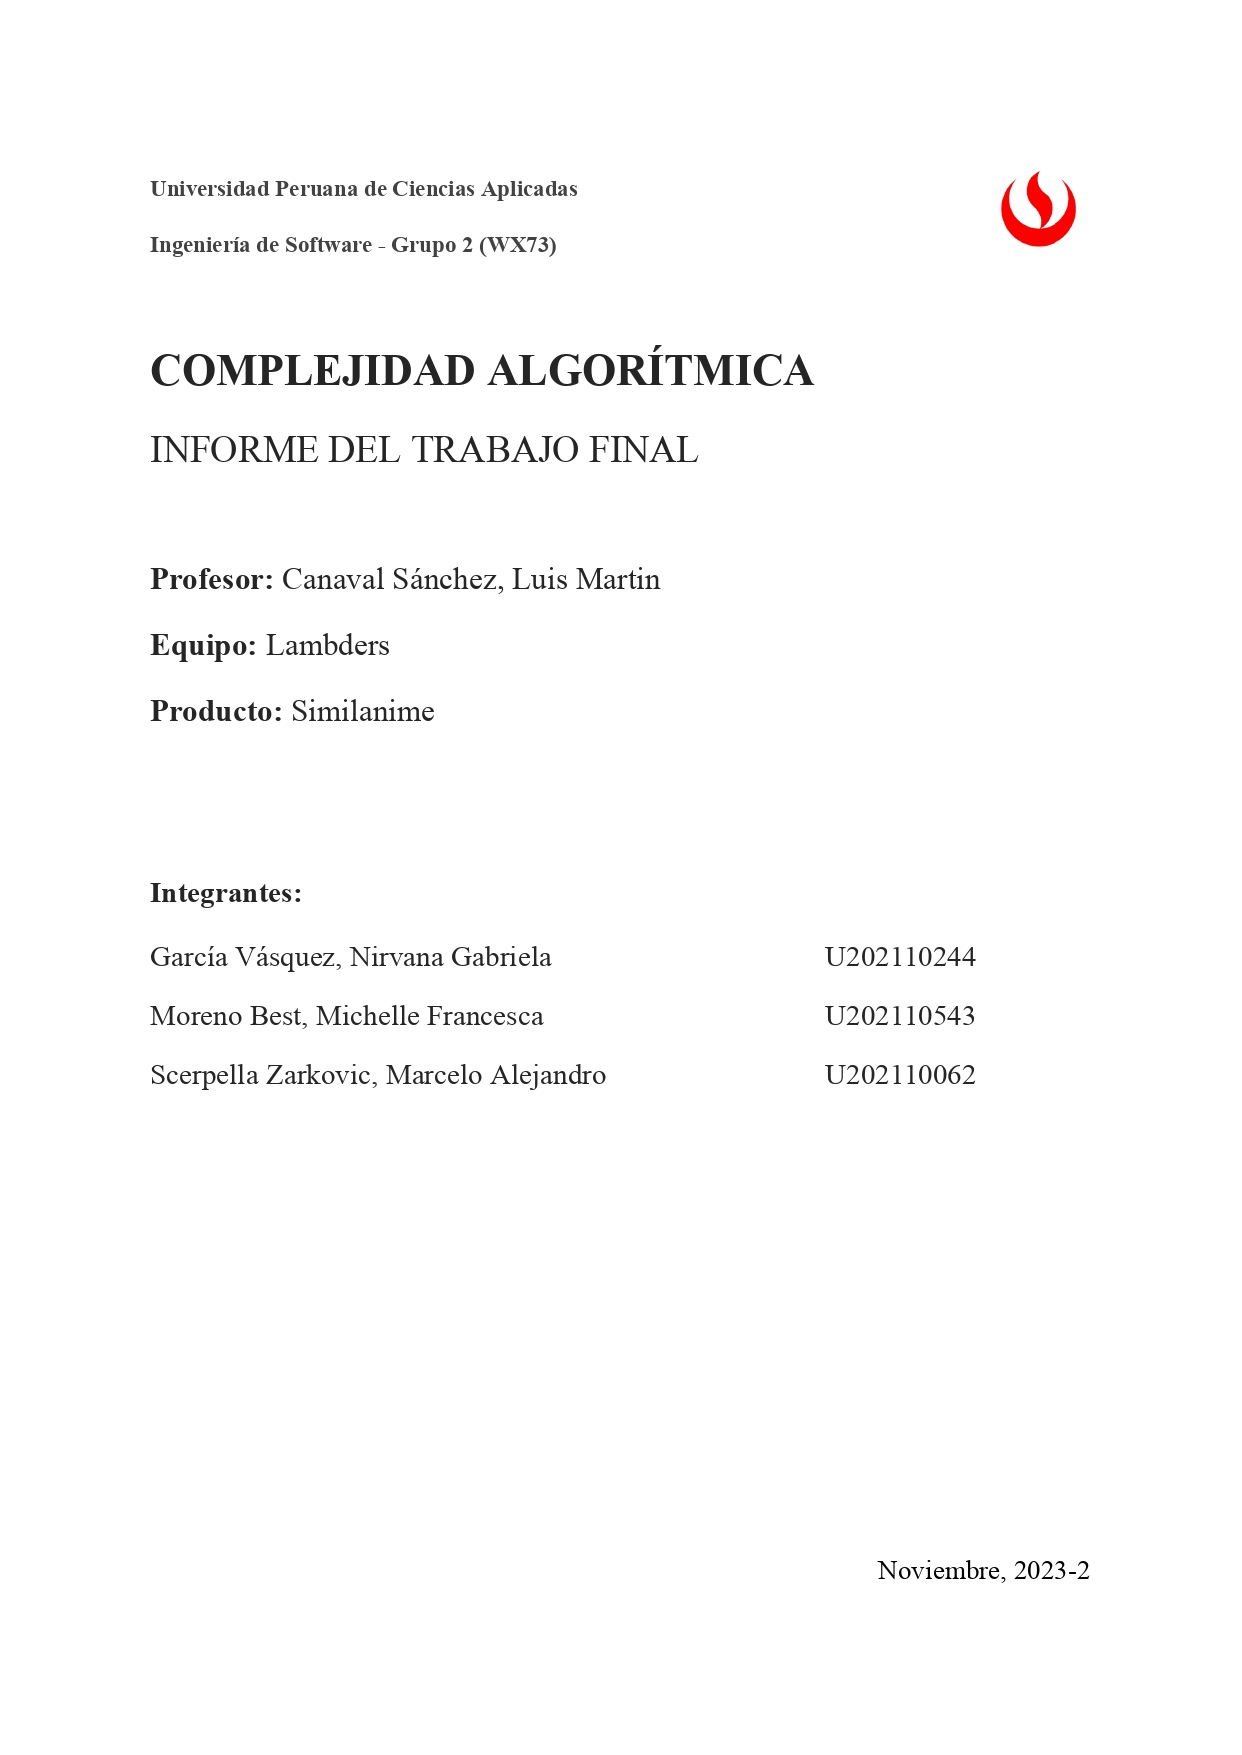 Universidad Peruana de Ciencias Aplicadas
Ingeniería de Software - Grupo 2 (WX73)
COMPLEJIDAD ALGORÍTMICA
INFORME DEL TRABAJO FINAL
Profesor: Canaval Sánchez, Luis Martin
Equipo: Lambders
Producto: Similanime
Integrantes:
García Vásquez, Nirvana Gabriela U202110244
Moreno Best, Michelle Francesca U202110543
Scerpella Zarkovic, Marcelo Alejandro U202110062
Noviembre, 2023-2